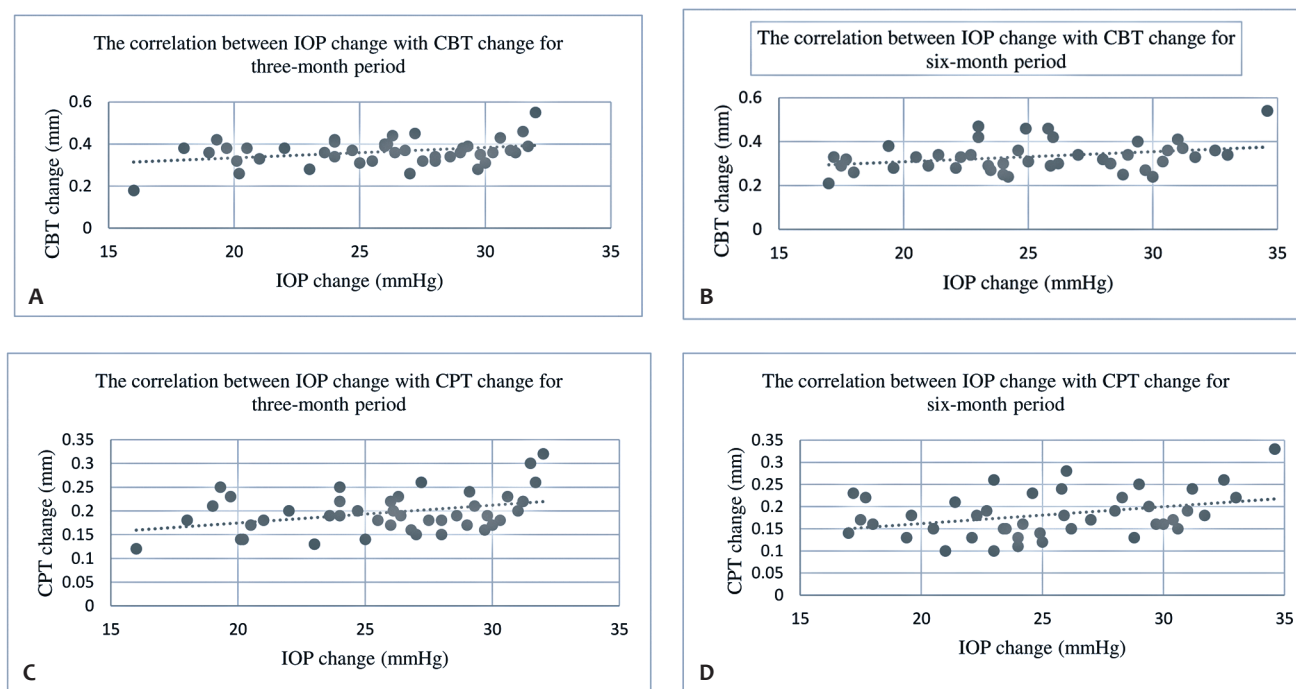 The correlation between IOP change with CBT change for
three-month period
CBT change (mm)
0.6
0.4
0.2
0
15
20
25
30
35
IOP change (mmHg)
A
The correlation between IOP change with CBT change for
six-month period
CBT change (mm)
0.6
0.4
0.2
0
15
20
25
30
35
IOP change (mmHg)
B
The correlation between IOP change with CPT change for
three-month period
CPT change (mm)
0.35
0.3
0.25
0.2
0.15
0.1
0.05
0
15
20
25
30
35
IOP change (mmHg)
C
The correlation between IOP change with CPT change for
six-month period
CPT change (mm)
0.35
0.3
0.25
0.2
0.15
0.1
0.05
0
15
20
25
30
35
IOP change (mmHg)
D